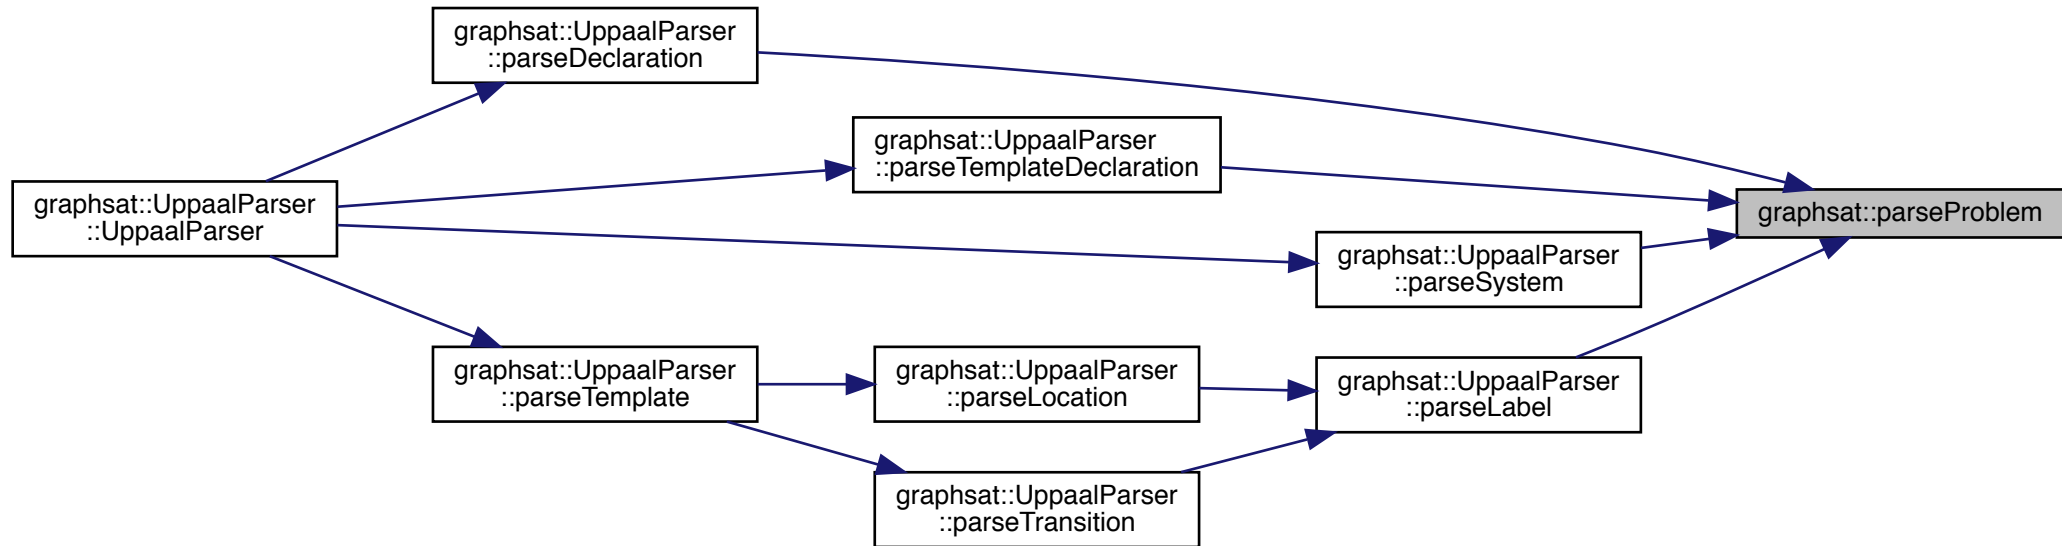 graphsat::UppaalParser
::parseDeclaration
graphsat::UppaalParser
::parseTemplateDeclaration
graphsat::UppaalParser
::UppaalParser
graphsat::parseProblem
graphsat::UppaalParser
::parseSystem
graphsat::UppaalParser
::parseTemplate
graphsat::UppaalParser
::parseLocation
graphsat::UppaalParser
::parseLabel
graphsat::UppaalParser
::parseTransition